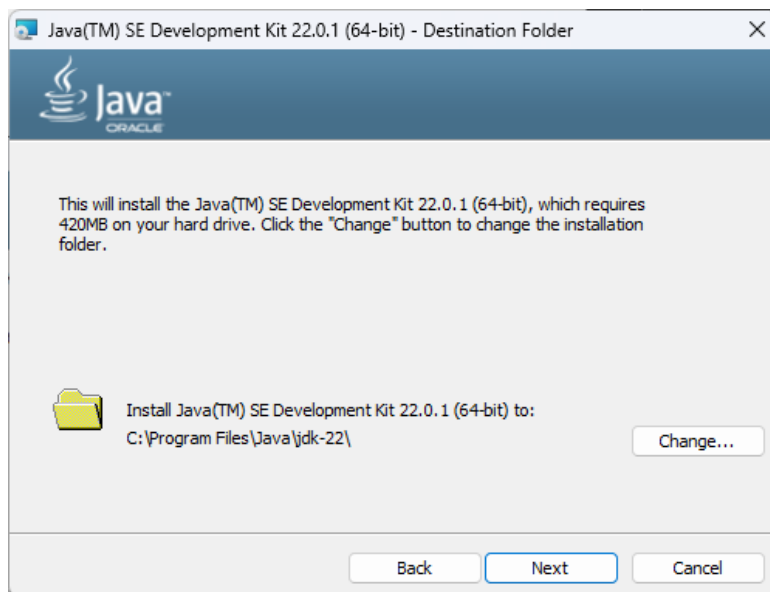 Java(TM) SE Development Kit 22.0.1 (64-bit) - Destination Folder
Java™
ORACLE
This will install the Java(TM) SE Development Kit 22.0.1 (64-bit), which requires
420MB on your hard drive. Click the "Change" button to change the installation
folder.
Install Java(TM) SE Development Kit 22.0.1 (64-bit) to:
C:\Program Files\Java\jdk-22\
Change...
Back
Next
Cancel